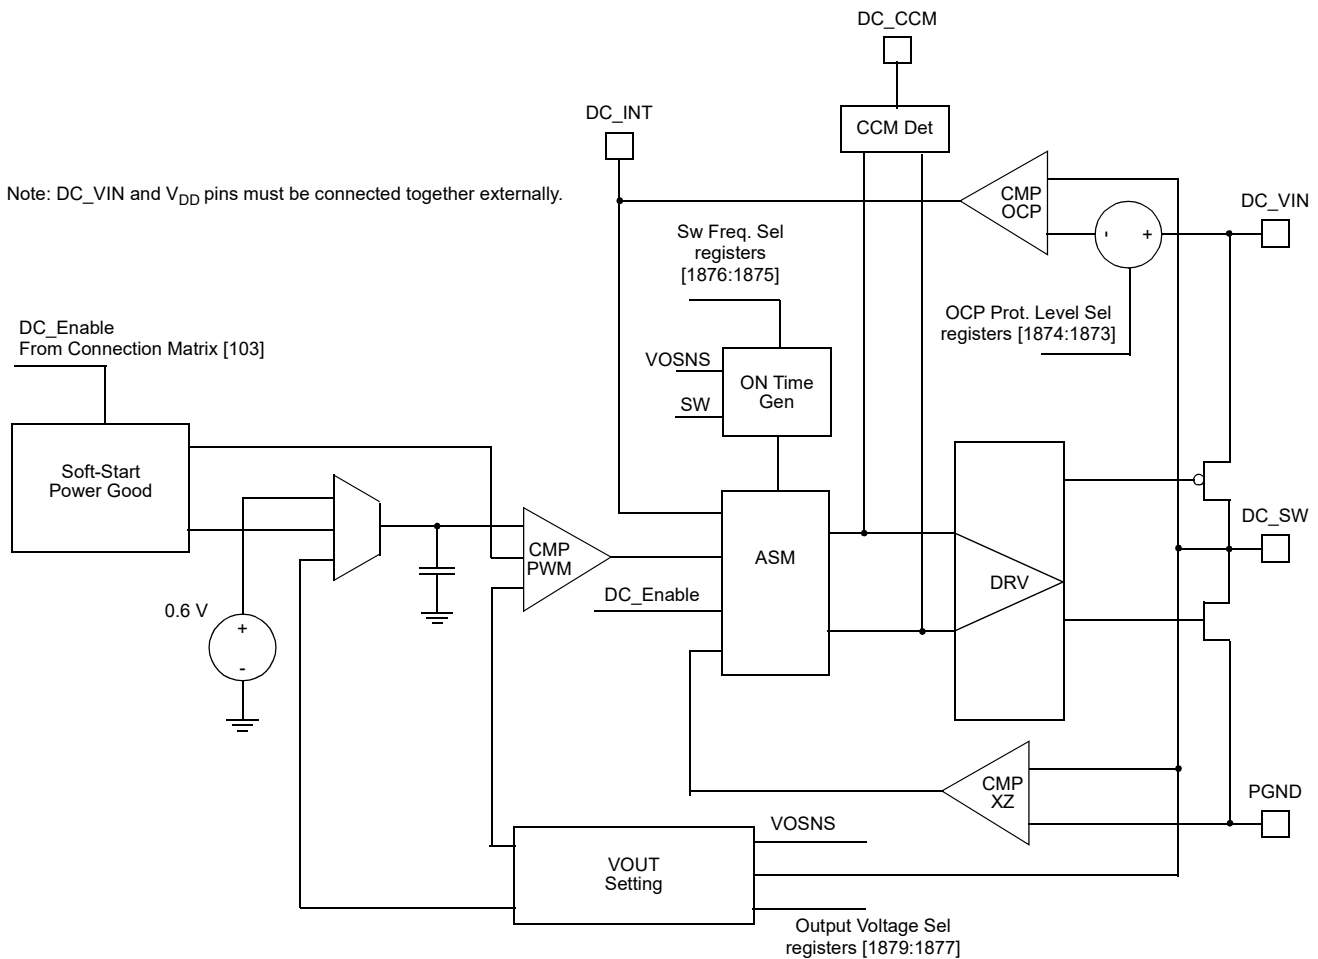 DC_CCM
DC_INT
CCM Det
Note: DC_VIN and VDD pins must be connected together externally.
CMP
OCP
DC_VIN
- +
Sw Freq. Sel
registers
[1876:1875]
OCP Prot. Level Sel
registers [1874:1873]
DC_Enable
From Connection Matrix [103]
VOSNS
SW
ON Time
Gen
Soft-Start
Power Good
DC_SW
CMP
PWM
ASM
DRV
DC_Enable
0.6 V
+
-
CMP
XZ
PGND
VOSNS
VOUT
Setting
Output Voltage Sel
registers [1879:1877]